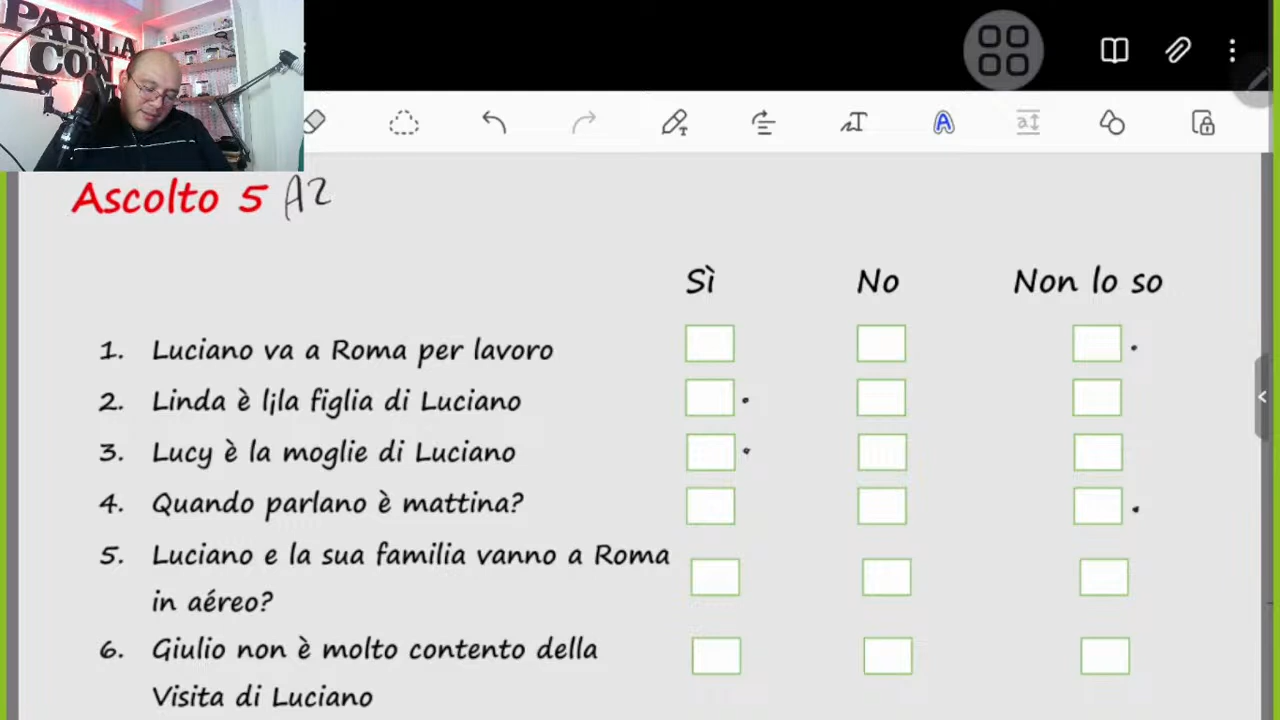 PARLA
CON
Ascolto 5 A2
Sì No Non lo so
1. Luciano va a Roma per lavoro
2. Linda è l¡la figlia di Luciano
3. Lucy è la moglie di Luciano
4. Quando parlano è mattina?
5. Luciano e la sua familia vanno a Roma
in aéreo?
6. Giulio non è molto contento della
Visita di Luciano